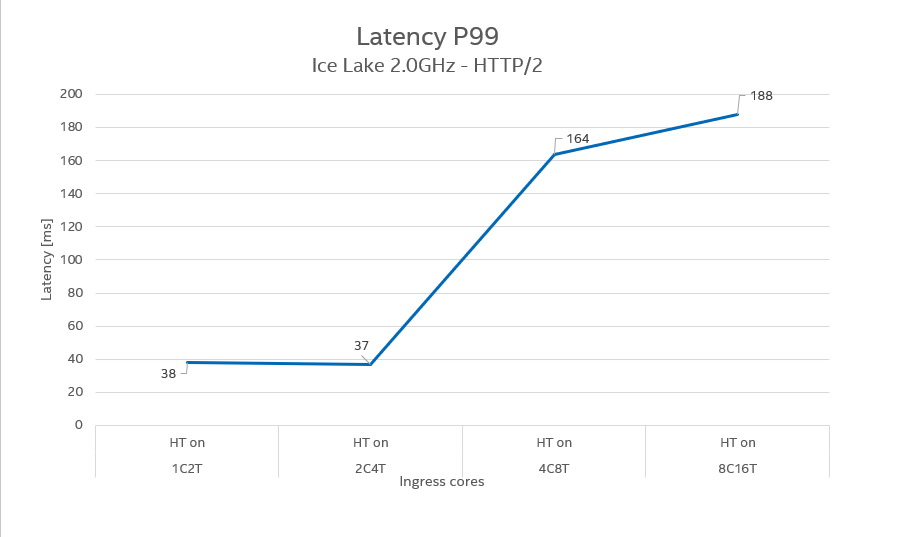 Latency P99
Ice Lake 2.0GHz - HTTP/2
200
188
180
164
160
140
120
100
80
60
40
37
38
20
0
Latency [ms]
HT on HT on HT on HT on
1C2T 2C4T 4C8T 8C16T
Ingress cores